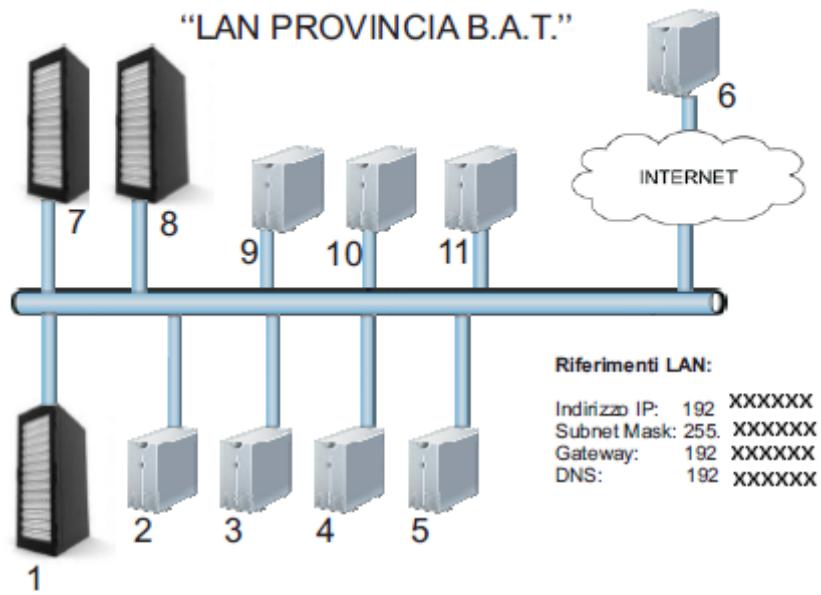 “LAN PROVINCIA B.A.T.”
6
INTERNET
7
8
9
10
11
Riferimenti LAN:
Indirizzo IP: 192 XXXXXX
Subnet Mask: 255. XXXXXX
Gateway: 192 XXXXXX
DNS: 192 XXXXXX
2
3
4
5
1